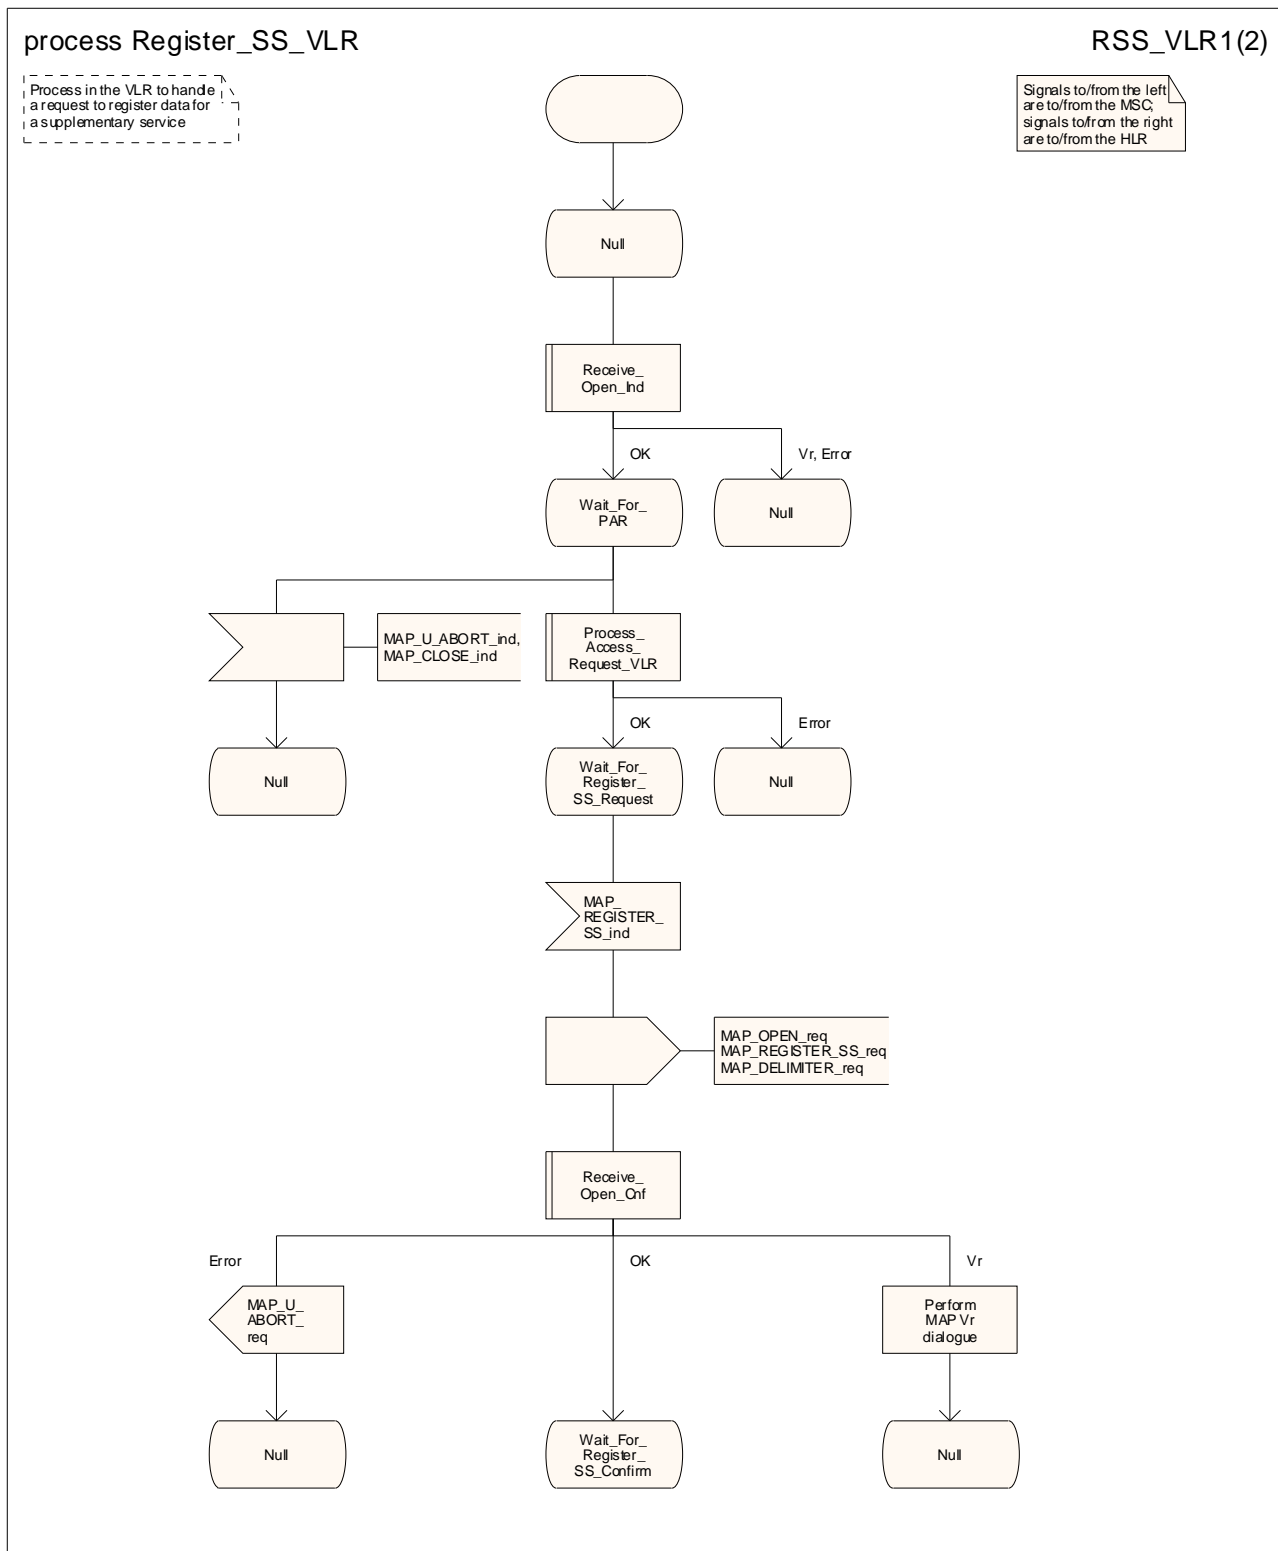 process Register_SS_VLR
RSS_VLR1(2)
Process in the VLR to handle
a request to register data for
a supplementary service
Signals to/from the left
are to/from the MSC;
signals to/from the right
are to/from the HLR
Null
Receive_
Open_Ind
OK
Vr, Error
Wait_For_
PAR
Null
MAP_U_ABORT_ind,
MAP_CLOSE_ind
Process_
Access_
Request_VLR
OK
Error
Null
Wait_For_
Register_
SS_Request
Null
MAP_
REGISTER_
SS_ind
MAP_OPEN_req
MAP_REGISTER_SS_req
MAP_DELIMITER_req
Receive_
Open_Cnf
Error
OK
Vr
MAP_U_
ABORT_
req
Perform
MAP Vr
dialogue
Null
Wait_For_
Register_
SS_Confirm
Null